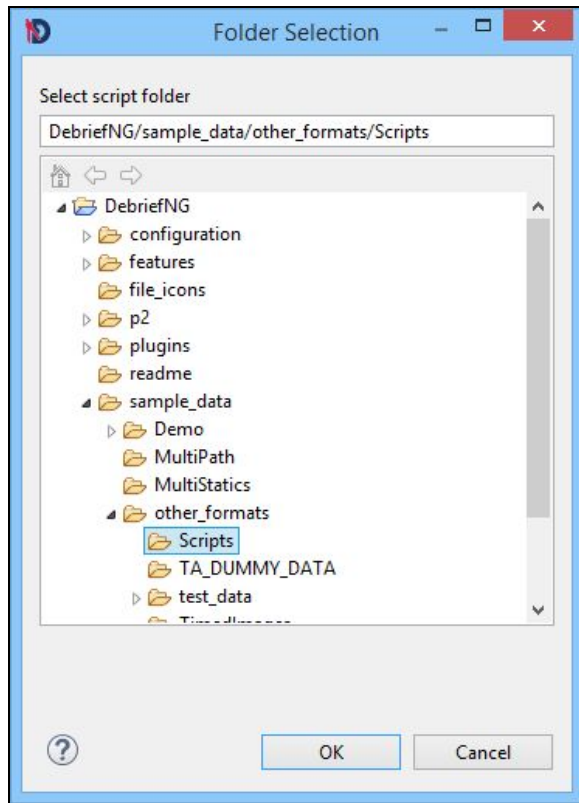 Folder Selection
Select script folder
DebriefNG/sample_data/other_formats/Scripts
DebriefNG
configuration
features
file_icons
p2
plugins
readme
sample_data
Demo
MultiPath
MultiStatics
other_formats
Scripts
TA_DUMMY_DATA
test_data
OK Cancel